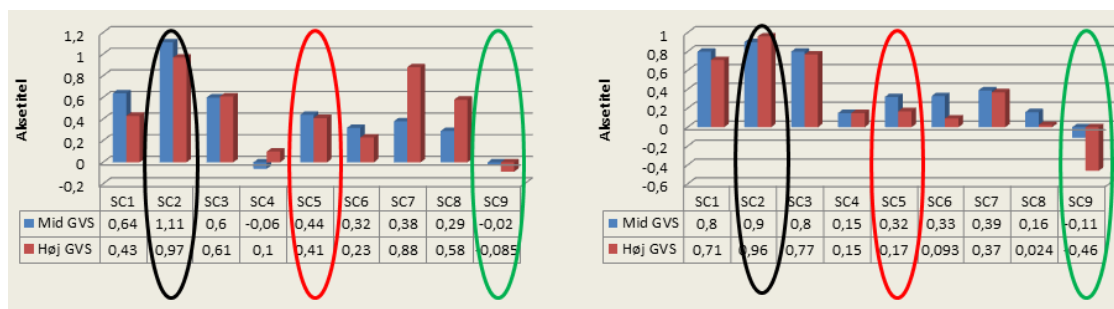 Aksetitel
1,2
1
0,8
0,6
0,4
0,2
0
-0,2
SC1 SC2 SC3 SC4 SC5 SC6 SC7 SC8 SC9
Mid GVS 0,64 1,11 0,6 -0,06 0,44 0,32 0,38 0,29 -0,02
Høj GVS 0,43 0,97 0,61 0,1 0,41 0,23 0,88 0,58 -0,085
Aksetitel
1
0,8
0,6
0,4
0,2
0
-0,2
-0,4
-0,6
SC1 SC2 SC3 SC4 SC5 SC6 SC7 SC8 SC9
Mid GVS 0,8 0,9 0,8 0,15 0,32 0,33 0,39 0,16 -0,11
Høj GVS 0,71 0,96 0,77 0,15 0,17 0,093 0,37 0,024 -0,46